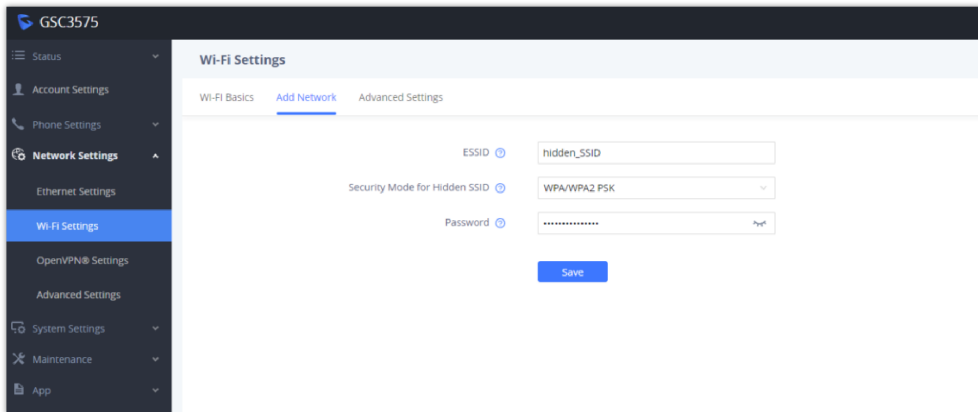 GSC3575
Status
Account Settings
Phone Settings
Network Settings
Ethernet Settings
Wi-Fi Settings
OpenVPN® Settings
Advanced Settings
System Settings
Maintenance
App
Wi-Fi Settings
Wi-Fi Basics
Add Network
Advanced Settings
ESSID
hidden_SSID
Security Mode for Hidden SSID
WPA/WPA2 PSK
Password
•••••••••••••••
Save